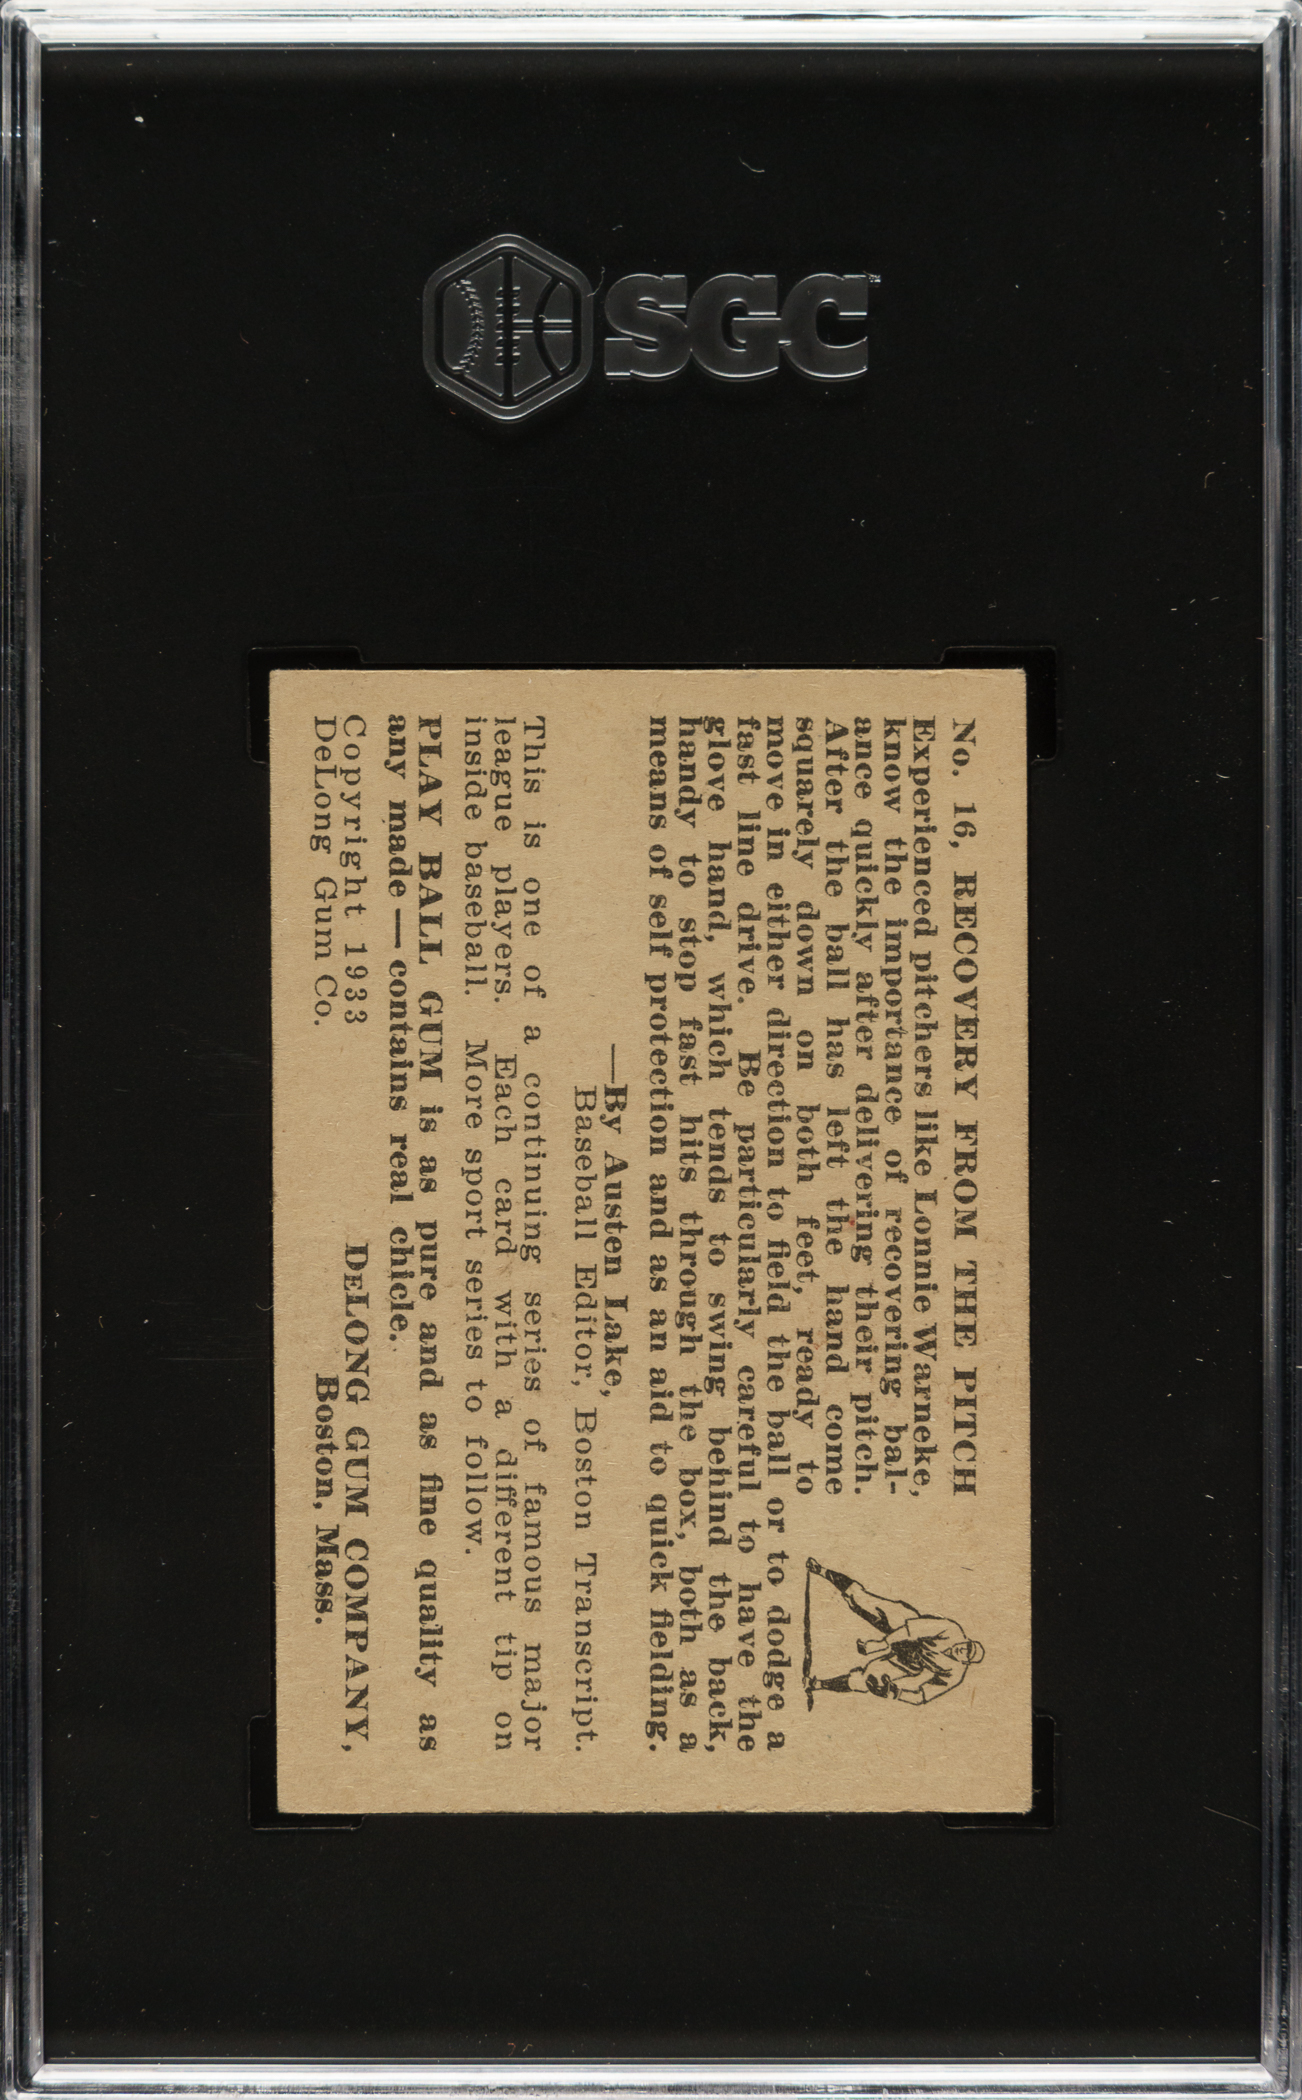 SGC
No. 16, RECOVERY FROM THE PITCH
Experienced pitchers like Lonnie Warneke,
know the importance of recovering bal-
ance quickly after delivering their pitch.
After the ball has left the hand come
squarely down on both feet, ready to
move in either direction to field the ball or to dodge a
fast line drive. Be particularly careful to have the
glove hand, which tends to swing behind the back,
handy to stop fast hits through the box, both as a
means of self protection and as an aid to quick fielding.
—By Austen Lake,
Baseball Editor, Boston Transcript.
This is one of a continuing series of famous major
league players. Each card with a different tip on
inside baseball. More sport series to follow.
PLAY BALL GUM is as pure and as fine quality as
any made — contains real chicle.
Copyright 1933 DELONG GUM COMPANY,
DeLong Gum Co. Boston, Mass.